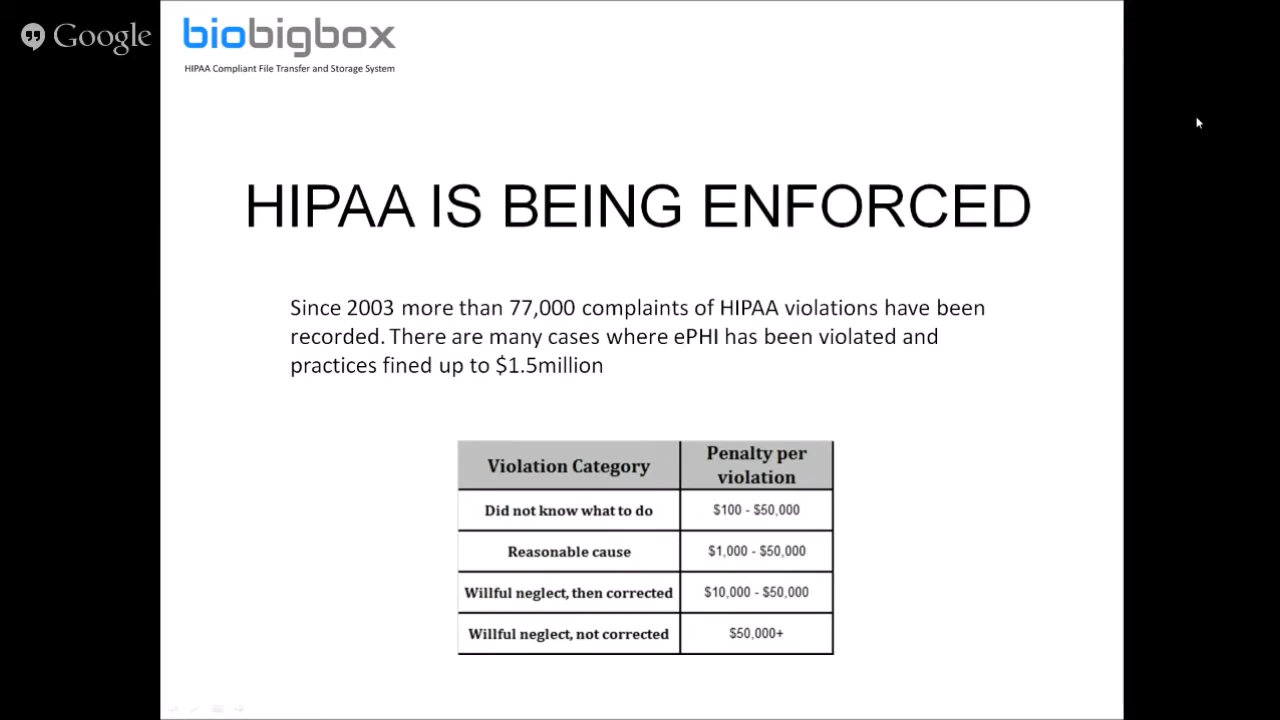 Google
biobigbox
HIPAA Compliant File Transfer and Storage System
HIPAA IS BEING ENFORCED
Since 2003 more than 77,000 complaints of HIPAA violations have been
recorded. There are many cases where ePHI has been violated and
practices fined up to $1.5million
Violation Category
Penalty per
violation
Did not know what to do
$100 - $50,000
Reasonable cause
$1,000 - $50,000
Willful neglect, then corrected
$10,000 - $50,000
Willful neglect, not corrected
$50,000+